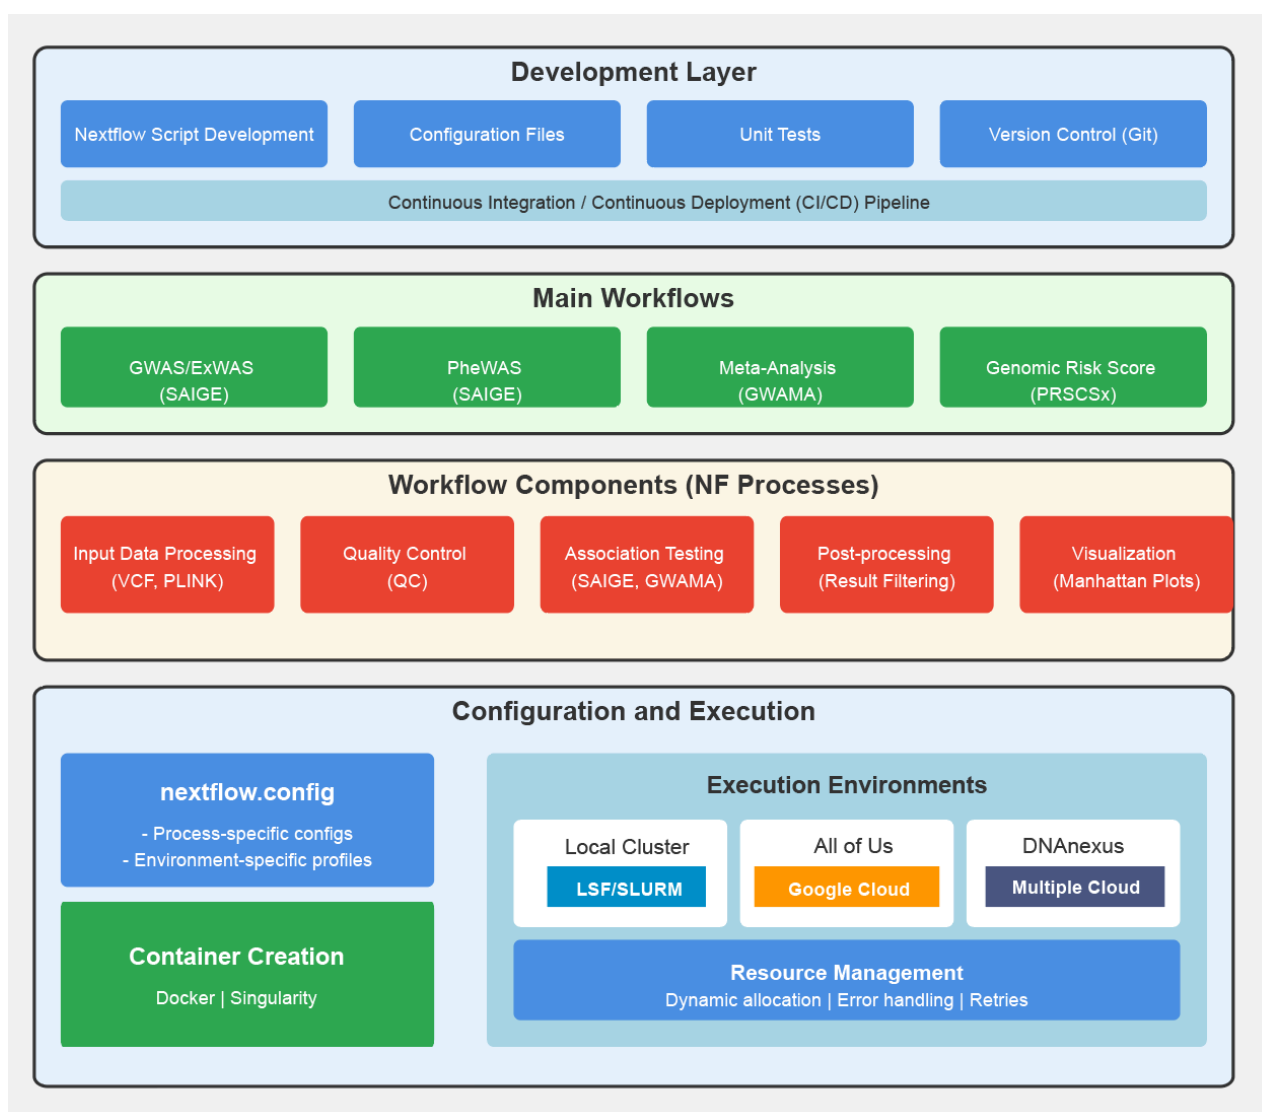 Development Layer
Nextflow Script Development
Configuration Files
Unit Tests
Version Control (Git)
Continuous Integration / Continuous Deployment (CI/CD) Pipeline
Main Workflows
GWAS/ExWAS
(SAIGE)
PheWAS
(SAIGE)
Meta-Analysis
(GWAMA)
Genomic Risk Score
(PRSCSx)
Workflow Components (NF Processes)
Input Data Processing
(VCF, PLINK)
Quality Control
(QC)
Association Testing
(SAIGE, GWAMA)
Post-processing
(Result Filtering)
Visualization
(Manhattan Plots)
Configuration and Execution
nextflow.config
- Process-specific configs
- Environment-specific profiles
Container Creation
Docker | Singularity
Execution Environments
Local Cluster
LSF/SLURM
All of Us
Google Cloud
DNAnexus
Multiple Cloud
Resource Management
Dynamic allocation | Error handling | Retries